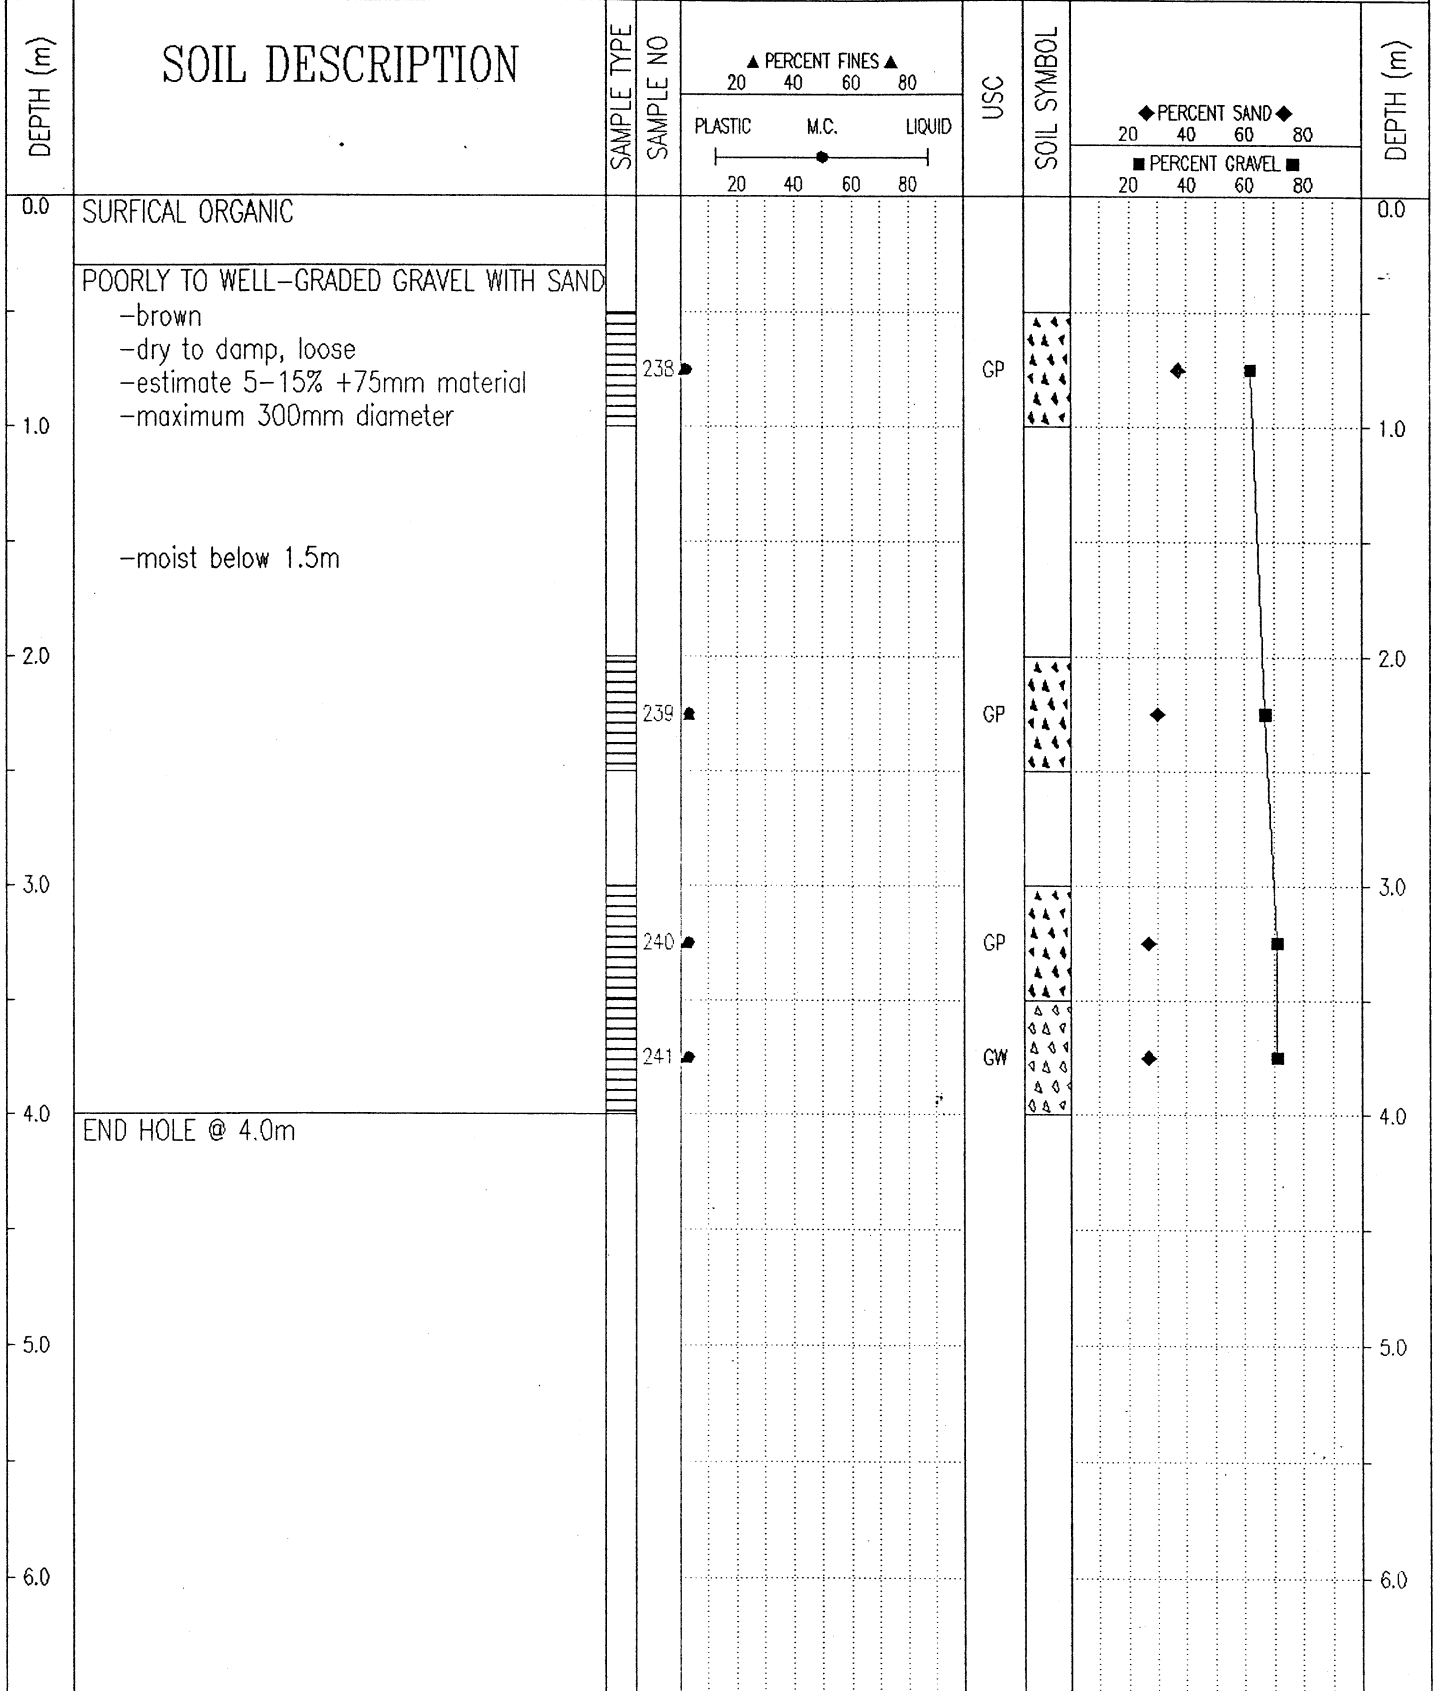 DEPTH (m)
SOIL DESCRIPTION
SAMPLE TYPE
SAMPLE NO
▲ PERCENT FINES ▲
20 40 60 80
PLASTIC M.C. LIQUID
20 40 60 80
USC
SOIL SYMBOL
◆ PERCENT SAND ◆
20 40 60 80
■ PERCENT GRAVEL ■
20 40 60 80
DEPTH (m)
0.0
SURFICAL ORGANIC
0.0
POORLY TO WELL-GRADED GRAVEL WITH SAND
-brown
-dry to damp, loose
238
GP
-estimate 5-15% +75mm material
-maximum 300mm diameter
1.0
1.0
-moist below 1.5m
2.0
2.0
239
GP
3.0
3.0
240
GP
241
GW
4.0
4.0
END HOLE @ 4.0m
5.0
5.0
6.0
6.0